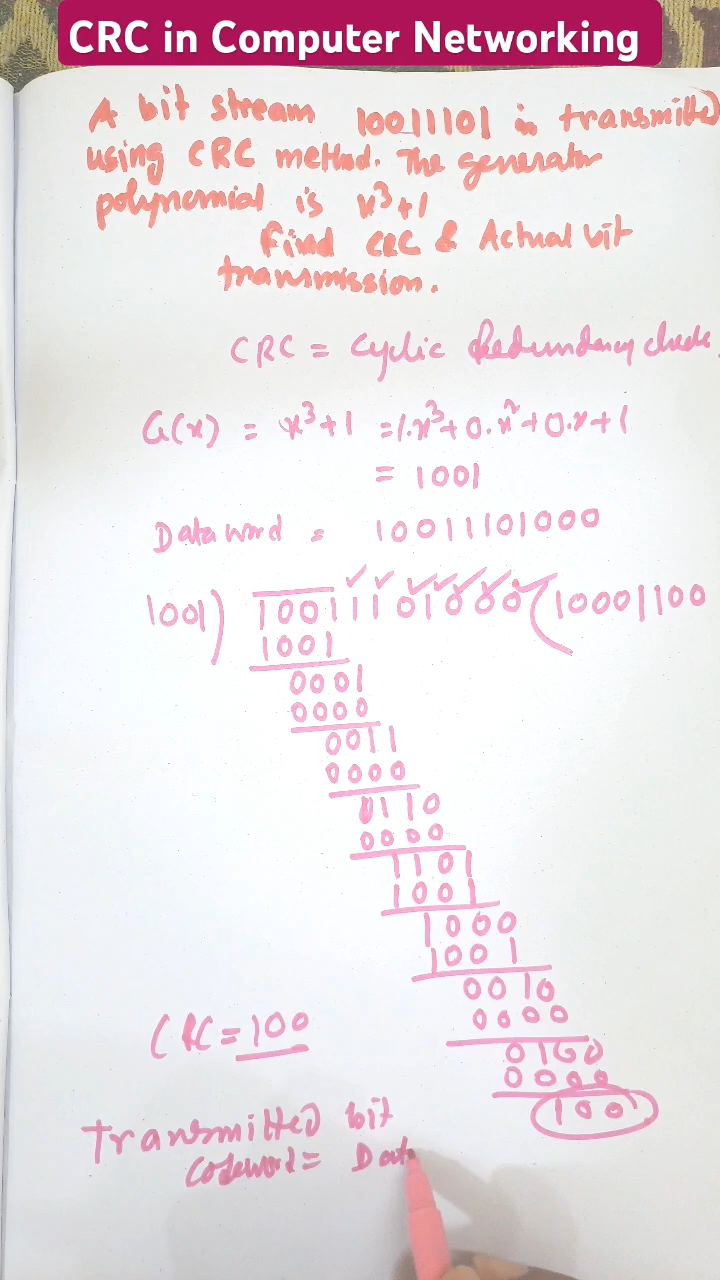 CRC in Computer Networking
A bit stream 10011101 is transmitted
using CRC method. The generator
polynomial is x³+1
Find CRC & Actual bit
transmission.
CRC = Cyclic Redundancy check.
G(x) = x³+1 = 1.x³+0.x²+0.x+1
= 1001
Data word = 10011101000
1001) 10011101000 (10001100
1001
0001
0000
0011
0000
0110
0000
1101
1001
1000
1001
0010
0000
0100
0000
100
CRC = 100
Transmitted bit
Codeword = Data